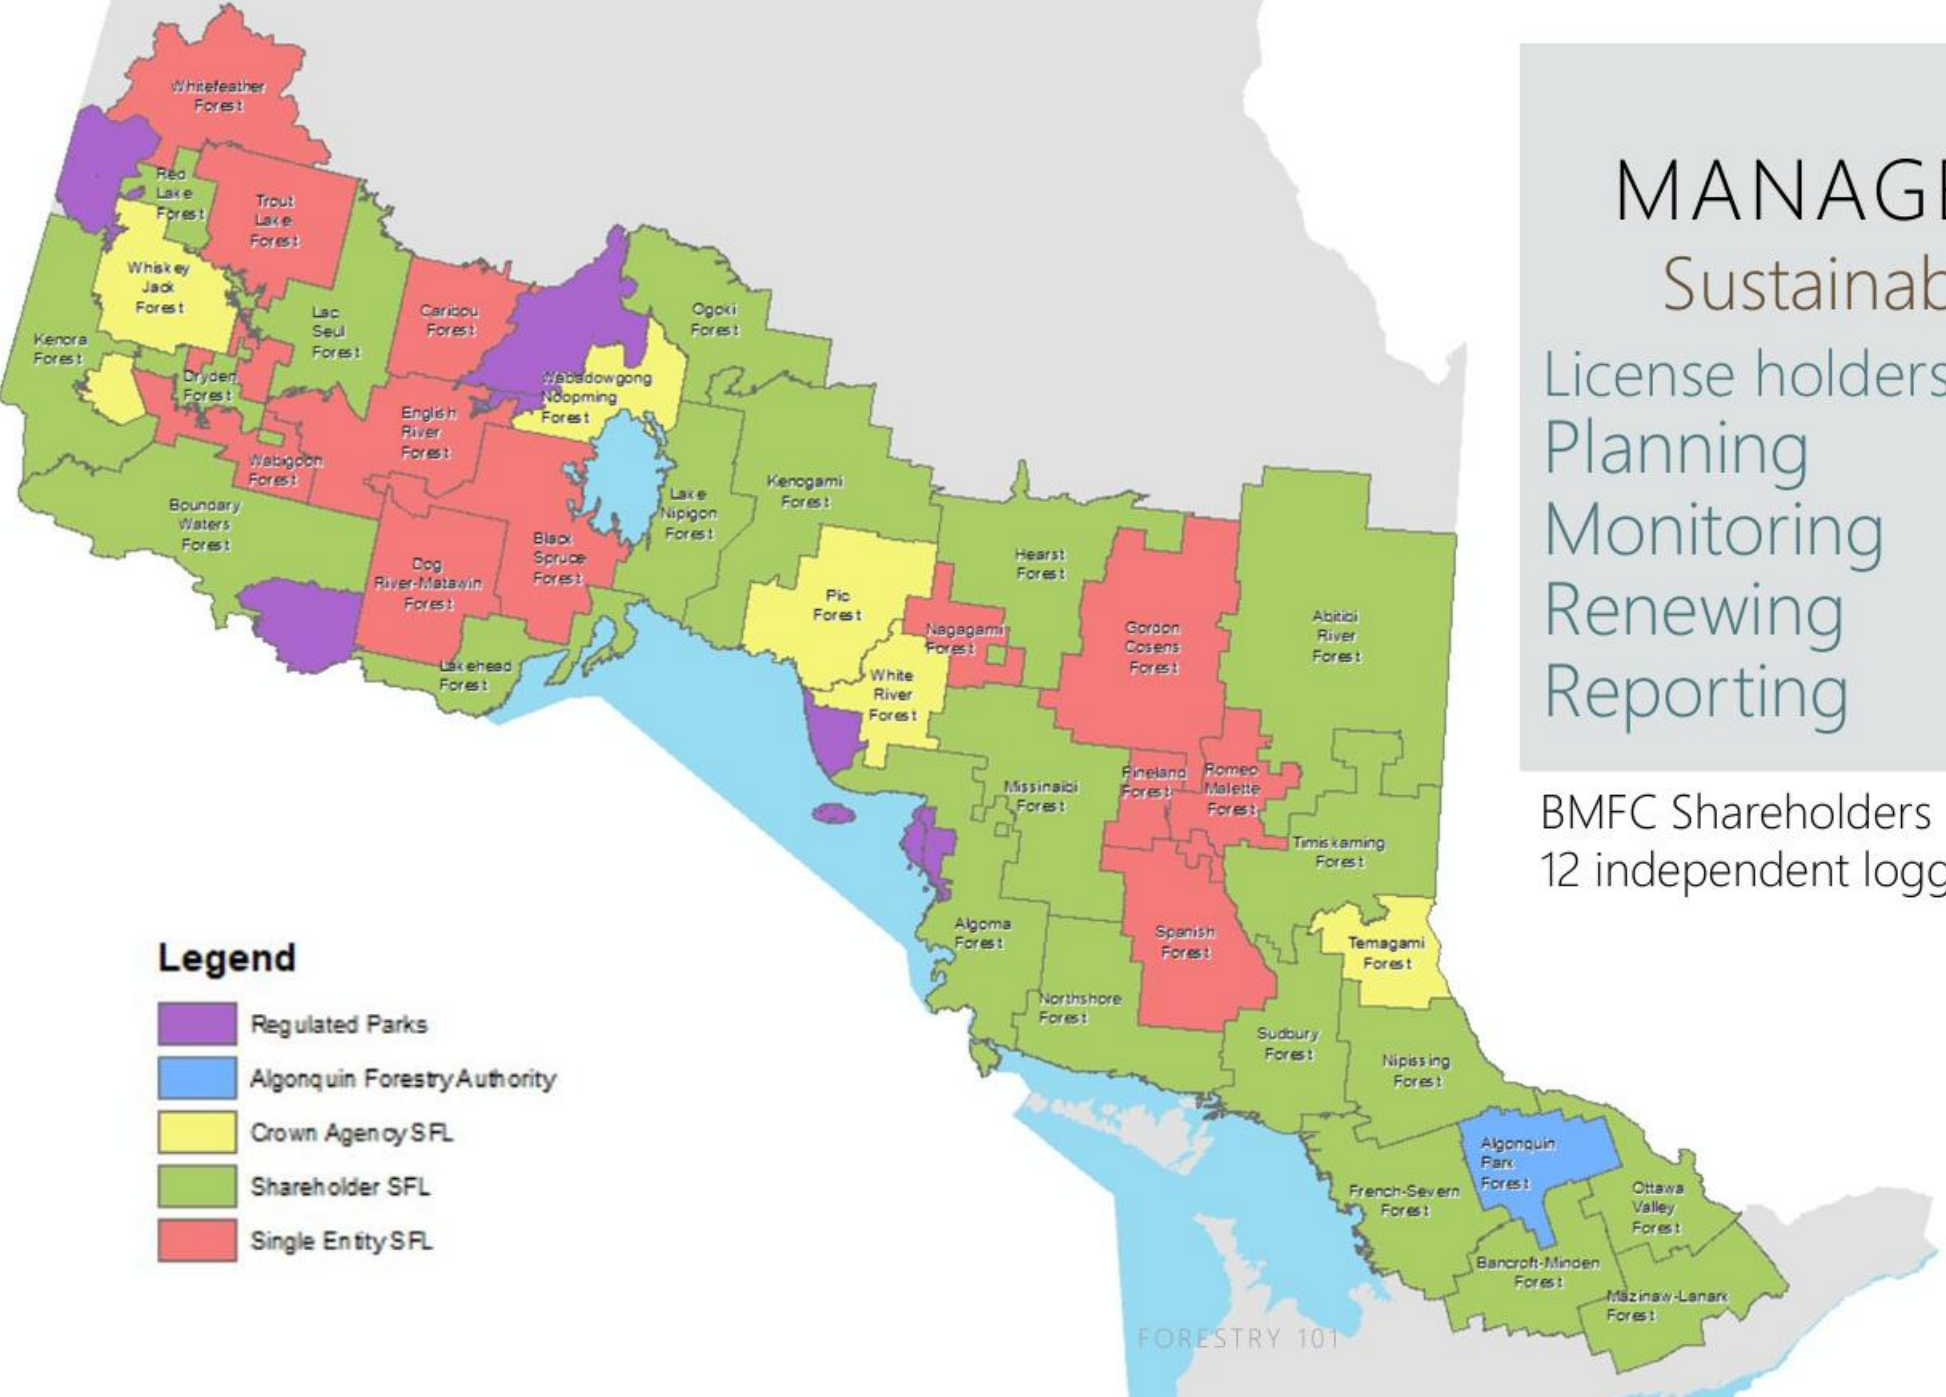 Whitefeather
Forest
Red
Lake
Forest
Trout
Lake
Forest
Whiskey
Jack
Forest
Lac
Seul
Forest
Caribou
Forest
Ogoki
Forest
Kenora
Forest
Dryden
Forest
Wabadowgong
Noopming
Forest
English
River
Forest
Wabigoon
Forest
Boundary
Waters
Forest
Lake
Nipigon
Forest
Kenogami
Forest
Dog
River-Matawin
Forest
Black
Spruce
Forest
Lakehead
Forest
Pic
Forest
Nagagami
Forest
White
River
Forest
Hearst
Forest
Gordon
Cosens
Forest
Abitibi
River
Forest
Missinaibi
Forest
Pineland
Forest
Romeo
Malette
Forest
Timiskaming
Forest
Algoma
Forest
Spanish
Forest
Temagami
Forest
Northshore
Forest
Sudbury
Forest
Nipissing
Forest
Algonquin
Park
Forest
French-Severn
Forest
Ottawa
Valley
Forest
Bancroft-Minden
Forest
Mazinaw-Lanark
Forest
Legend
Regulated Parks
Algonquin Forestry Authority
Crown Agency SFL
Shareholder SFL
Single Entity SFL
FORESTRY 101
MANAGE
Sustainab
License holders
Planning
Monitoring
Renewing
Reporting
BMFC Shareholders
12 independent logg